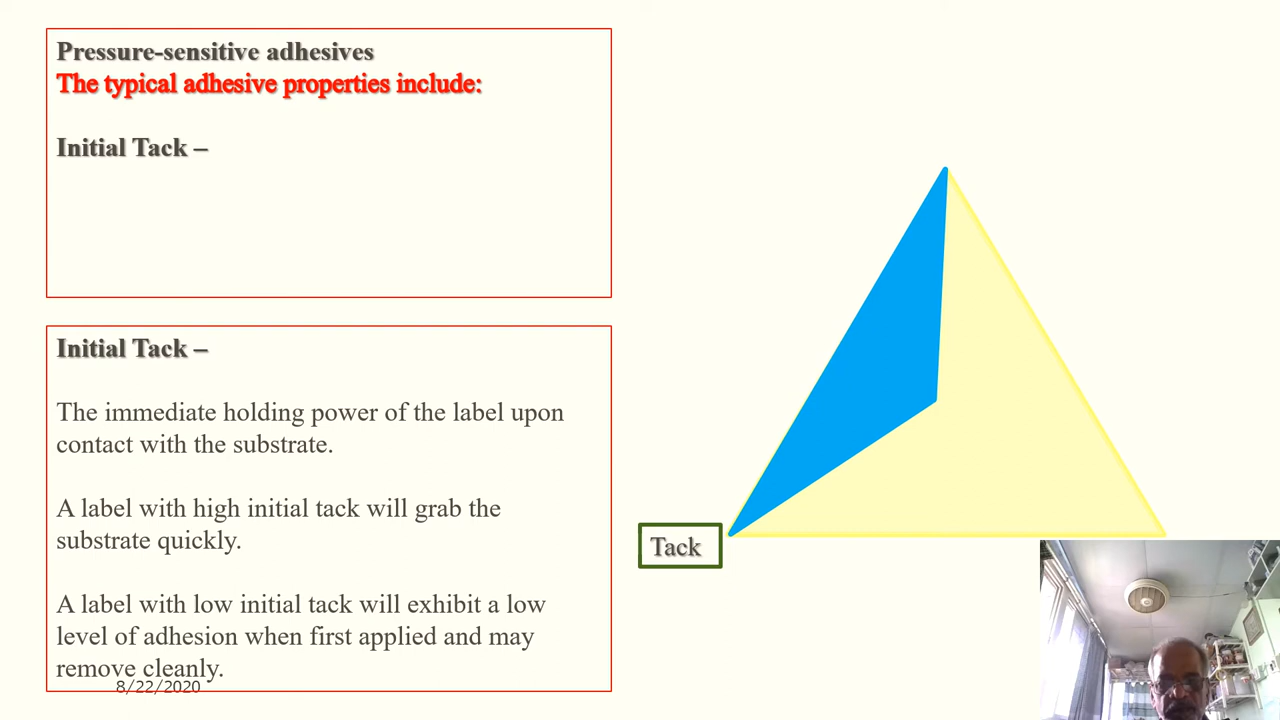 Pressure-sensitive adhesives
The typical adhesive properties include:
Initial Tack –
Initial Tack –
The immediate holding power of the label upon
contact with the substrate.
A label with high initial tack will grab the
substrate quickly.
A label with low initial tack will exhibit a low
level of adhesion when first applied and may
remove cleanly.
8/22/2020
Tack